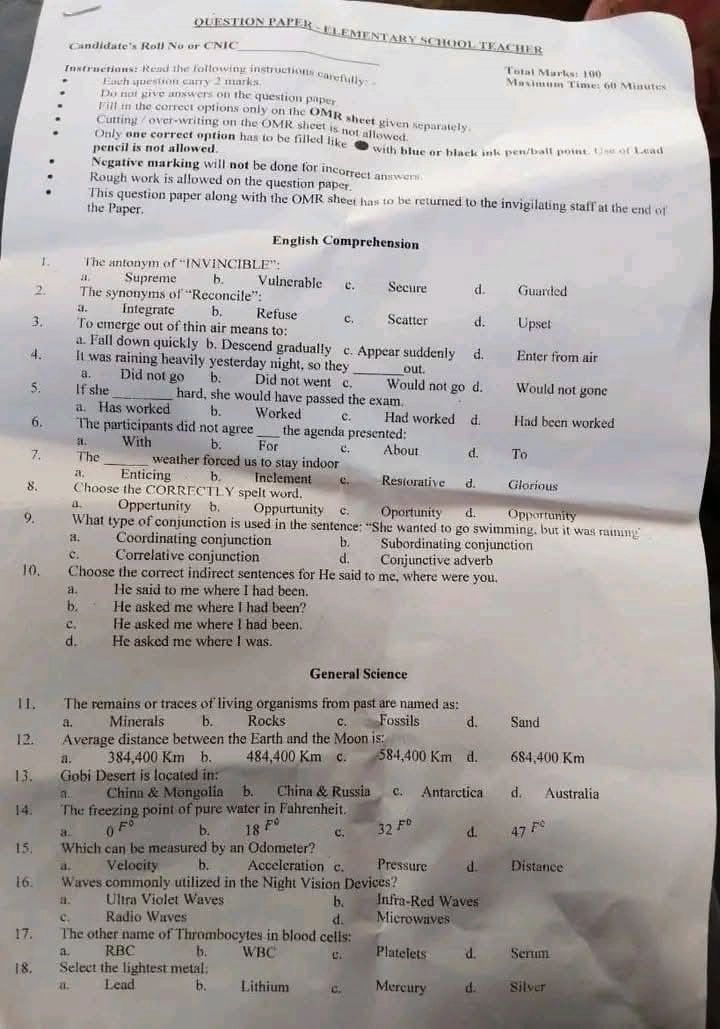 QUESTION PAPER - ELEMENTARY SCHOOL TEACHER
Candidate's Roll No or CNIC
Total Marks: 100
Maximum Time: 60 Minutes
Instructions: Read the following instructions carefully: -
• Each question carry 2 marks.
• Do not give answers on the question paper
• Fill in the correct options only on the OMR sheet given separately.
• Cutting / over-writing on the OMR sheet is not allowed.
• Only one correct option has to be filled like ● with blue or black ink pen/ball point. Use of Lead
pencil is not allowed.
• Negative marking will not be done for incorrect answers
• Rough work is allowed on the question paper.
• This question paper along with the OMR sheet has to be returned to the invigilating staff at the end of
the Paper.
English Comprehension
1. The antonym of "INVINCIBLE":
a. Supreme b. Vulnerable c. Secure d. Guarded
2. The synonyms of "Reconcile":
a. Integrate b. Refuse c. Scatter d. Upset
3. To emerge out of thin air means to:
a. Fall down quickly b. Descend gradually c. Appear suddenly d. Enter from air
4. It was raining heavily yesterday night, so they _______ out.
a. Did not go b. Did not went c. Would not go d. Would not gone
5. If she _________ hard, she would have passed the exam.
a. Has worked b. Worked c. Had worked d. Had been worked
6. The participants did not agree ___ the agenda presented:
a. With b. For c. About d. To
7. The ______ weather forced us to stay indoor
a. Enticing b. Inclement c. Restorative d. Glorious
8. Choose the CORRECTLY spelt word.
a. Oppertunity b. Oppurtunity c. Oportunity d. Opportunity
9. What type of conjunction is used in the sentence: "She wanted to go swimming, but it was raining"
a. Coordinating conjunction b. Subordinating conjunction
c. Correlative conjunction d. Conjunctive adverb
10. Choose the correct indirect sentences for He said to me, where were you.
a. He said to me where I had been.
b. He asked me where I had been?
c. He asked me where I had been.
d. He asked me where I was.
General Science
11. The remains or traces of living organisms from past are named as:
a. Minerals b. Rocks c. Fossils d. Sand
12. Average distance between the Earth and the Moon is:
a. 384,400 Km b. 484,400 Km c. 584,400 Km d. 684,400 Km
13. Gobi Desert is located in:
a. China & Mongolia b. China & Russia c. Antarctica d. Australia
14. The freezing point of pure water in Fahrenheit.
a. 0 F° b. 18 F° c. 32 F° d. 47 F°
15. Which can be measured by an Odometer?
a. Velocity b. Acceleration c. Pressure d. Distance
16. Waves commonly utilized in the Night Vision Devices?
a. Ultra Violet Waves b. Infra-Red Waves
c. Radio Waves d. Microwaves
17. The other name of Thrombocytes in blood cells:
a. RBC b. WBC c. Platelets d. Serum
18. Select the lightest metal:
a. Lead b. Lithium c. Mercury d. Silver